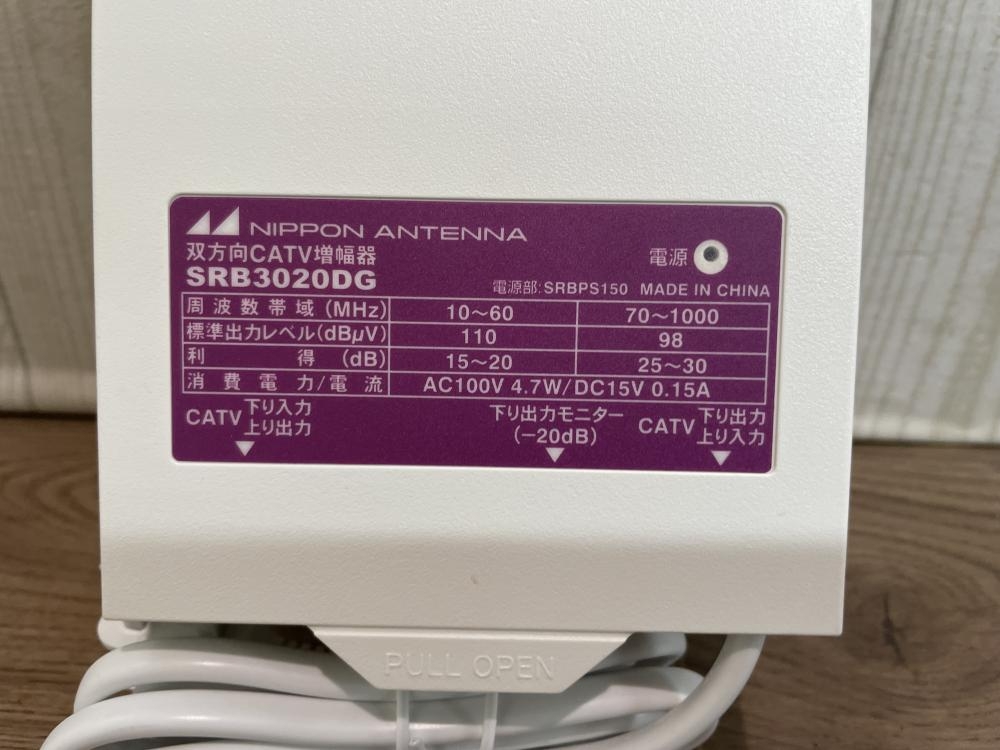 NIPPON ANTENNA
双方向CATV増幅器
電源
SRB3020DG
電源部:SRBPS150 MADE IN CHINA
周波数帯域(MHz) 10～60 70～1000
標準出力レベル(dBμV) 110 98
利得(dB) 15～20 25～30
消費電力/電流 AC100V 4.7W/DC15V 0.15A
CATV 下り入力 上り出力
下り出力モニター
(−20dB)
CATV 下り出力 上り入力
PULL OPEN